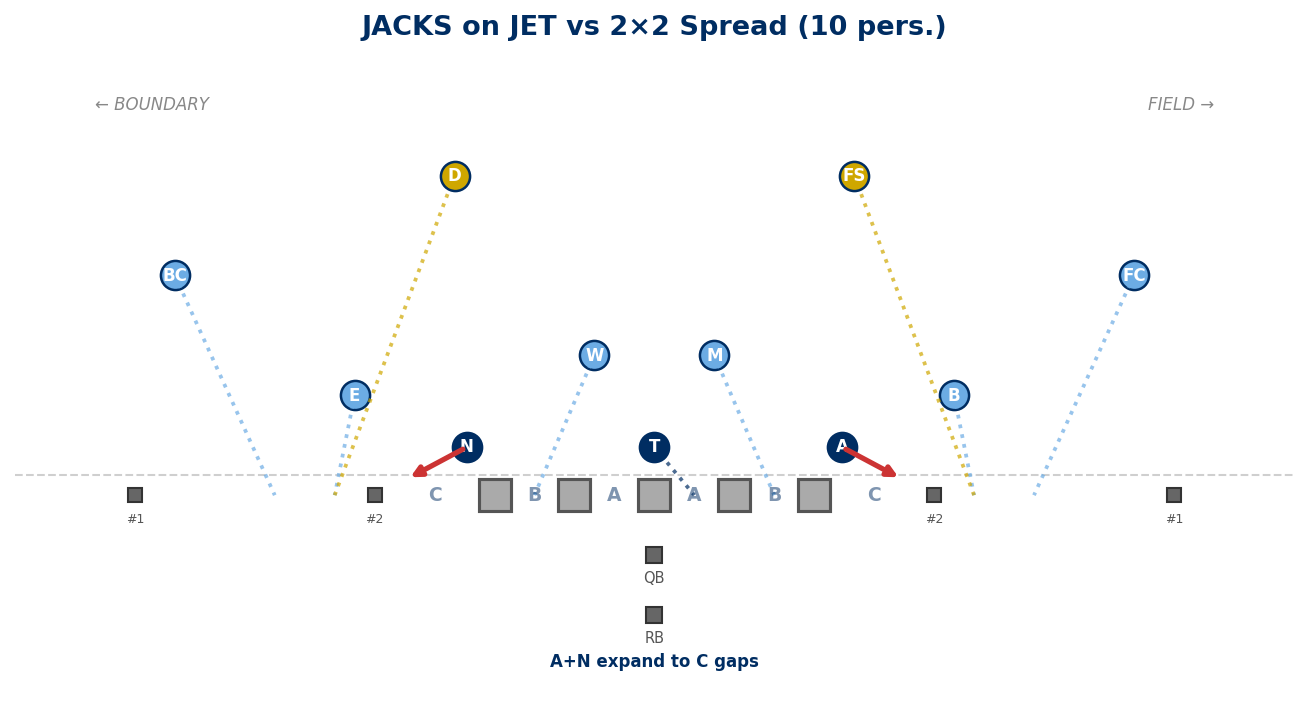 JACKS on JET vs 2×2 Spread (10 pers.)
← BOUNDARY
FIELD →
D
FS
BC
FC
W
M
E
B
N
T
A
C
B
A
A
B
C
#1
#2
#2
#1
QB
RB
A+N expand to C gaps